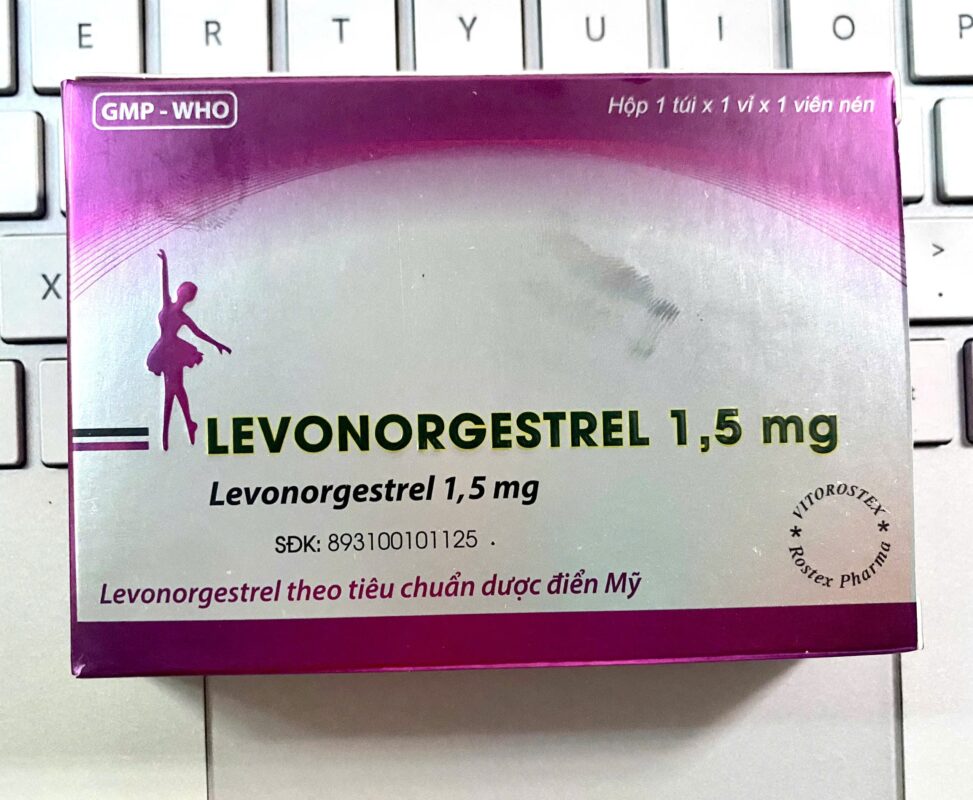 E R T Y U I O P
GMP - WHO
Hộp 1 túi x 1 vỉ x 1 viên nén
X
>
.
LEVONORGESTREL 1,5 mg
Levonorgestrel 1,5 mg
SĐK: 893100101125 .
VITOROSTEX
* Rostex Pharma *
Levonorgestrel theo tiêu chuẩn dược điển Mỹ